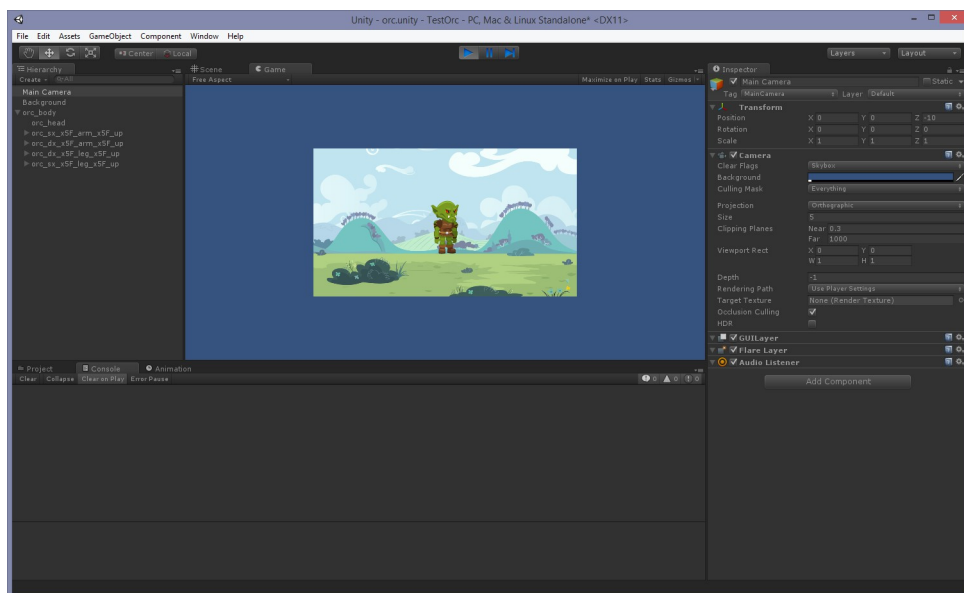 Unity - orc.unity - TestOrc - PC, Mac & Linux Standalone* <DX11>
File Edit Assets GameObject Component Window Help
Center Local Layers Layout
Hierarchy
Create All
Main Camera
Background
orc_body
orc_head
orc_sx_x5F_arm_x5F_up
orc_dx_x5F_arm_x5F_up
orc_dx_x5F_leg_x5F_up
orc_sx_x5F_leg_x5F_up
Scene Game
Free Aspect Maximize on Play Stats Gizmos
Inspector
Main Camera Static
Tag MainCamera Layer Default
Transform
Position X 0 Y 0 Z -10
Rotation X 0 Y 0 Z 0
Scale X 1 Y 1 Z 1
Camera
Clear Flags Skybox
Background
Culling Mask Everything
Projection Orthographic
Size 5
Clipping Planes Near 0.3
Far 1000
Viewport Rect X 0 Y 0
W 1 H 1
Depth -1
Rendering Path Use Player Settings
Target Texture None (Render Texture)
Occlusion Culling
HDR
GUILayer
Flare Layer
Audio Listener
Add Component
Project Console Animation
Clear Collapse Clear on Play Error Pause 0 0 0